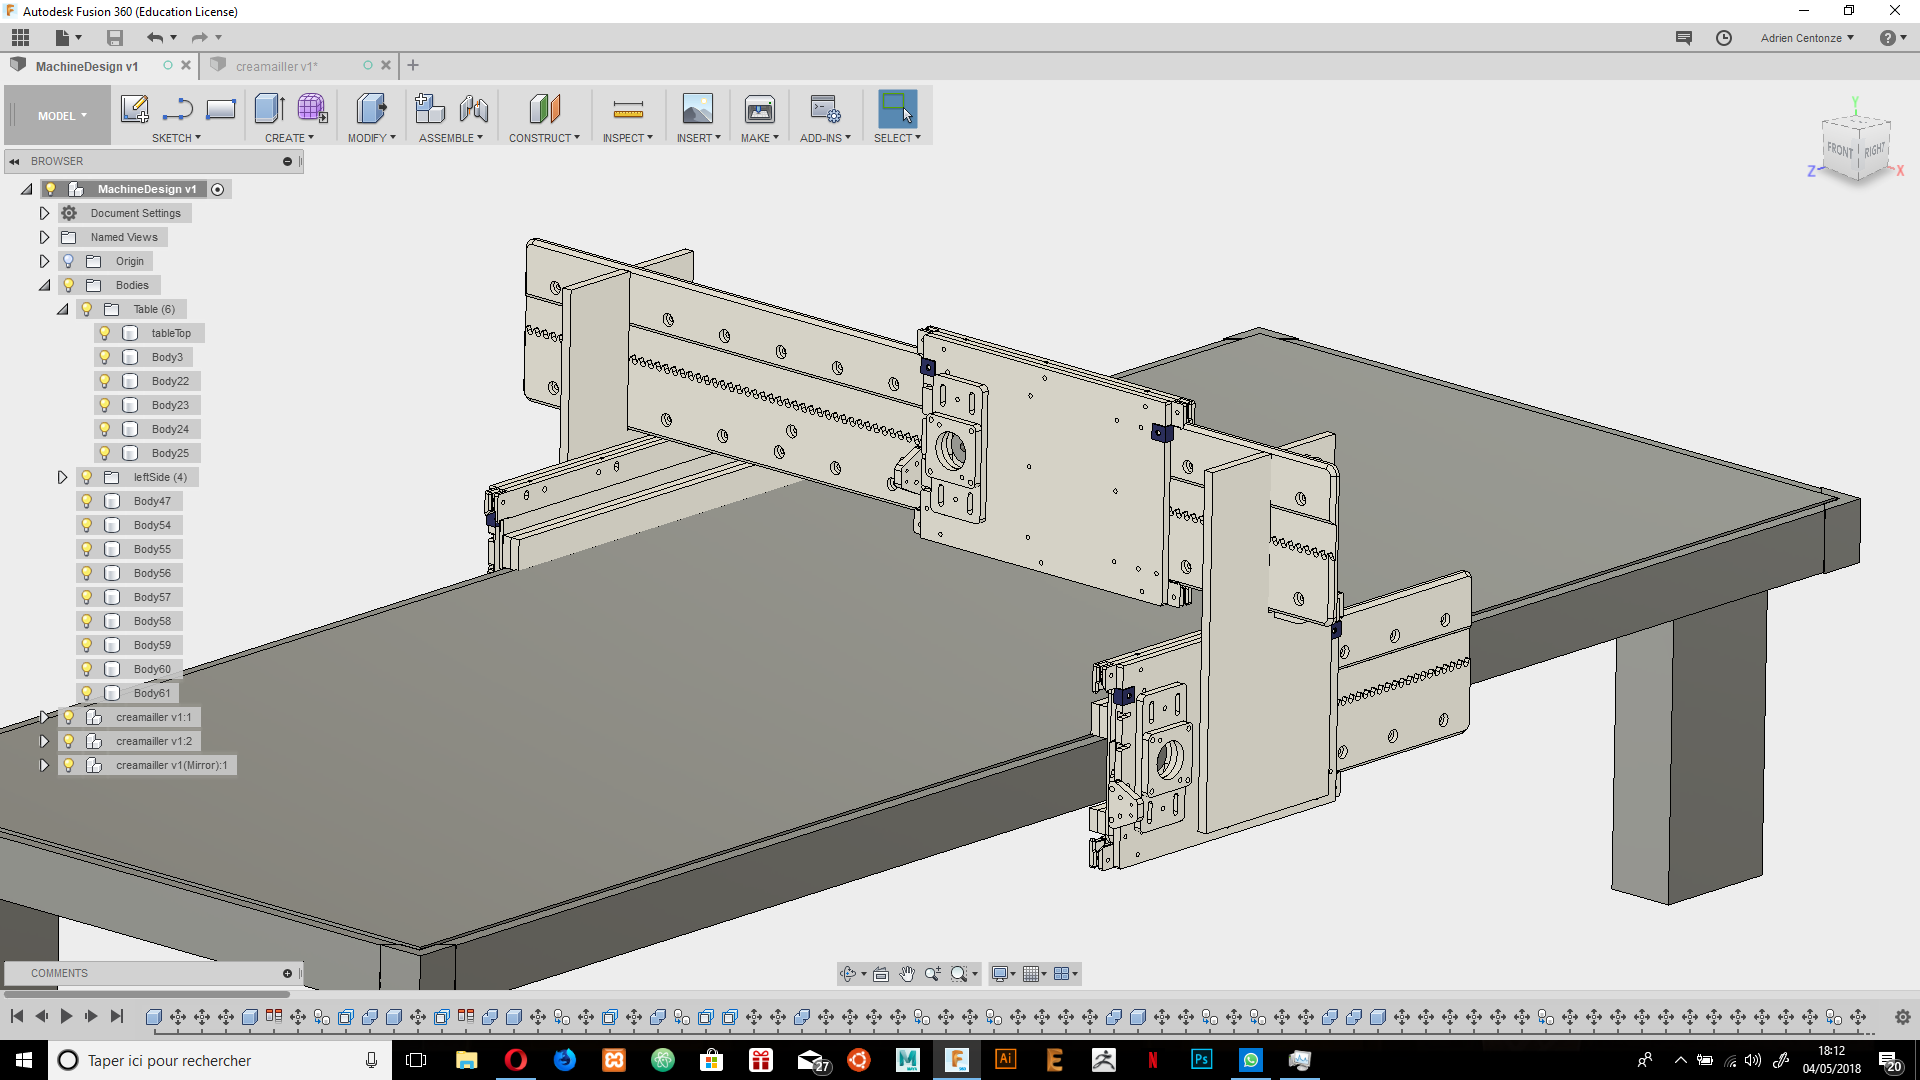 Autodesk Fusion 360 (Education License)
Adrien Centonze
MachineDesign v1
creamailler v1*
MODEL
SKETCH
CREATE
MODIFY
ASSEMBLE
CONSTRUCT
INSPECT
INSERT
MAKE
ADD-INS
SELECT
BROWSER
MachineDesign v1
Document Settings
Named Views
Origin
Bodies
Table (6)
tableTop
Body3
Body22
Body23
Body24
Body25
leftSide (4)
Body47
Body54
Body55
Body56
Body57
Body58
Body59
Body60
Body61
creamailler v1:1
creamailler v1:2
creamailler v1(Mirror):1
Y
FRONT
RIGHT
Z
X
COMMENTS
Taper ici pour rechercher
27
Ai
Ps
18:12
04/05/2018
20